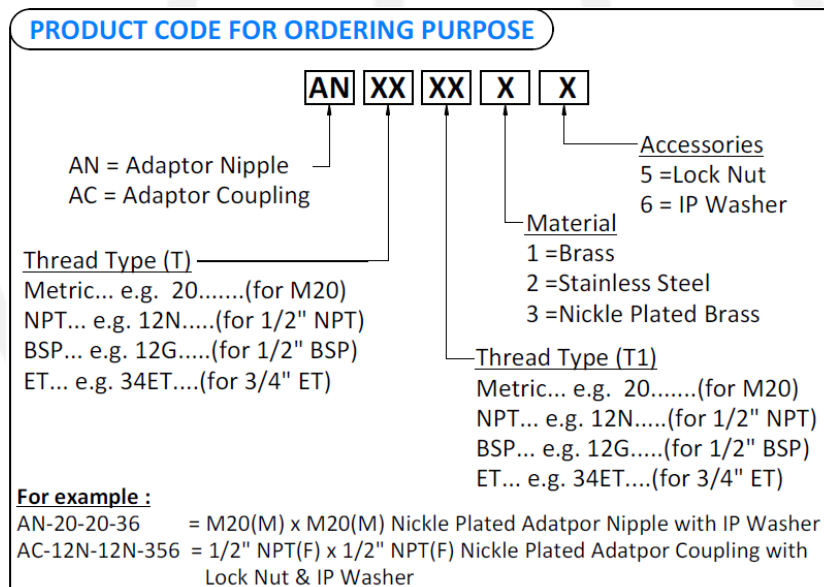 PRODUCT CODE FOR ORDERING PURPOSE
AN XX XX X X
AN = Adaptor Nipple
AC = Adaptor Coupling
Accessories
5 =Lock Nut
6 = IP Washer
Material
1 =Brass
2 =Stainless Steel
3 =Nickle Plated Brass
Thread Type (T)
Metric... e.g. 20.......(for M20)
NPT... e.g. 12N.....(for 1/2" NPT)
BSP... e.g. 12G.....(for 1/2" BSP)
ET... e.g. 34ET....(for 3/4" ET)
Thread Type (T1)
Metric... e.g. 20.......(for M20)
NPT... e.g. 12N.....(for 1/2" NPT)
BSP... e.g. 12G.....(for 1/2" BSP)
ET... e.g. 34ET....(for 3/4" ET)
For example :
AN-20-20-36 = M20(M) x M20(M) Nickle Plated Adatpor Nipple with IP Washer
AC-12N-12N-356 = 1/2" NPT(F) x 1/2" NPT(F) Nickle Plated Adatpor Coupling with
Lock Nut & IP Washer